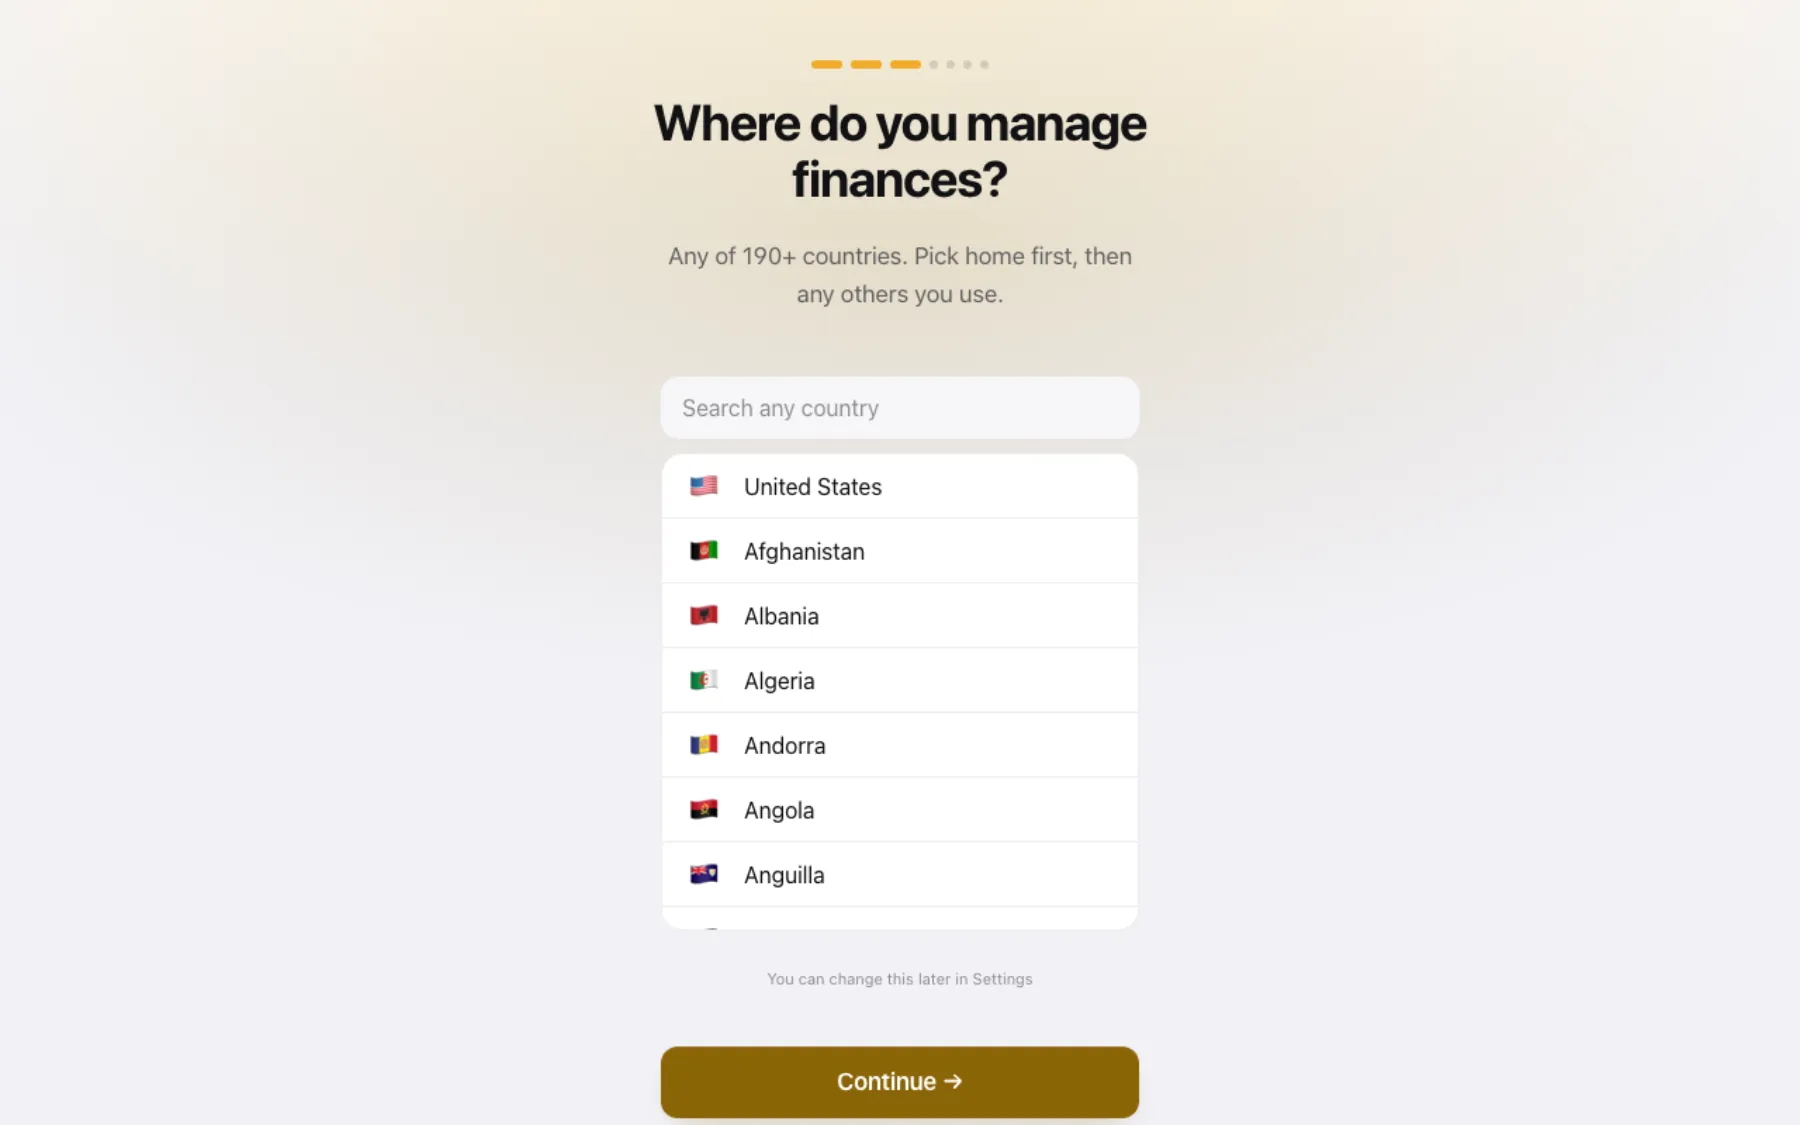 Where do you manage
finances?
Any of 190+ countries. Pick home first, then
any others you use.
Search any country
United States
Afghanistan
Albania
Algeria
Andorra
Angola
Anguilla
You can change this later in Settings
Continue →